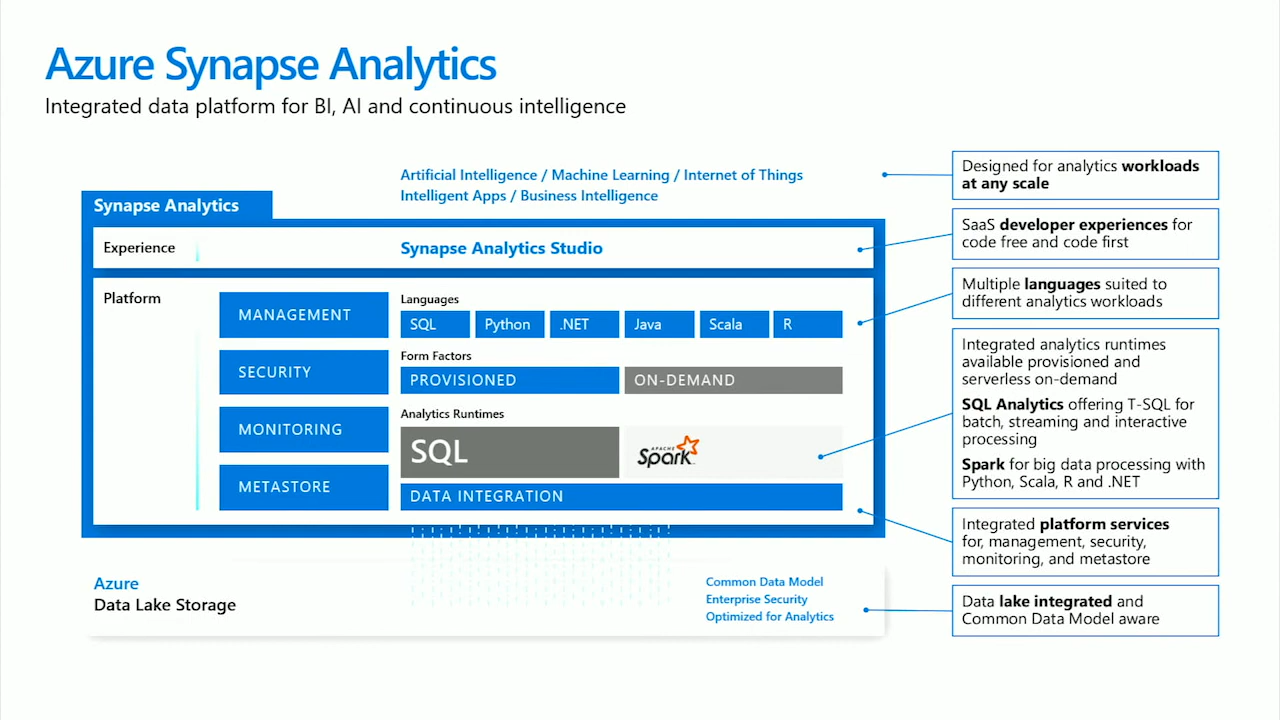 Azure Synapse Analytics
Integrated data platform for BI, AI and continuous intelligence
Artificial Intelligence / Machine Learning / Internet of Things
Intelligent Apps / Business Intelligence
Synapse Analytics
Experience
Synapse Analytics Studio
Platform
MANAGEMENT
SECURITY
MONITORING
METASTORE
Languages
SQL
Python
.NET
Java
Scala
R
Form Factors
PROVISIONED
ON-DEMAND
Analytics Runtimes
SQL
APACHE
Spark
DATA INTEGRATION
Azure
Data Lake Storage
Common Data Model
Enterprise Security
Optimized for Analytics
Designed for analytics workloads
at any scale
SaaS developer experiences for
code free and code first
Multiple languages suited to
different analytics workloads
Integrated analytics runtimes
available provisioned and
serverless on-demand
SQL Analytics offering T-SQL for
batch, streaming and interactive
processing
Spark for big data processing with
Python, Scala, R and .NET
Integrated platform services
for, management, security,
monitoring, and metastore
Data lake integrated and
Common Data Model aware